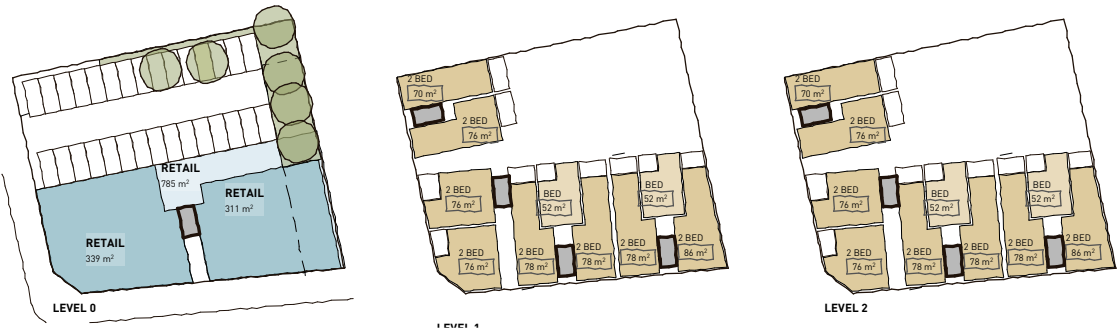 RETAIL
785 m²
RETAIL
311 m²
RETAIL
339 m²
LEVEL 0
2 BED
70 m²
2 BED
76 m²
2 BED
76 m²
BED
52 m²
BED
52 m²
2 BED
76 m²
2 BED
78 m²
2 BED
78 m²
2 BED
78 m²
2 BED
86 m²
LEVEL 1
2 BED
70 m²
2 BED
76 m²
2 BED
76 m²
BED
52 m²
BED
52 m²
2 BED
76 m²
2 BED
78 m²
2 BED
78 m²
2 BED
78 m²
2 BED
86 m²
LEVEL 2